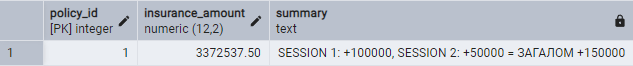 policy_id insurance_amount summary
[PK] integer numeric (12,2) text
1 1 3372537.50 SESSION 1: +100000, SESSION 2: +50000 = ЗАГАЛОМ +150000